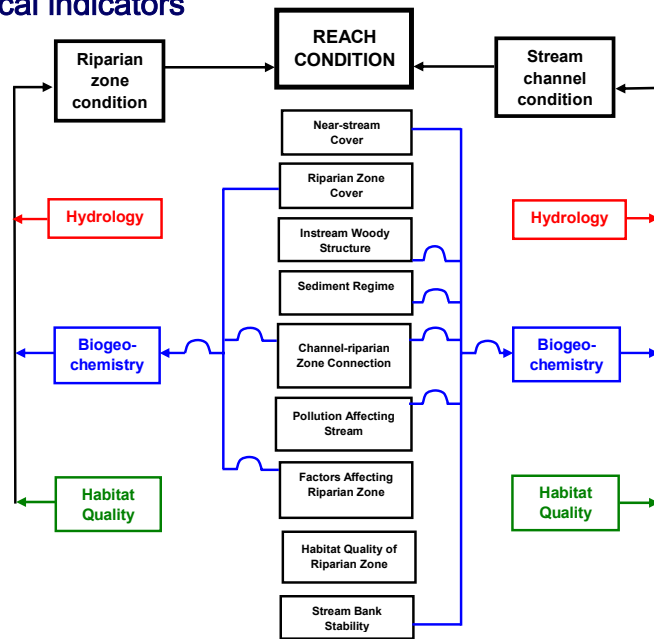 cal Indicators
REACH
CONDITION
Riparian
zone
condition
Stream
channel
condition
Near-stream
Cover
Riparian Zone
Cover
Hydrology
Hydrology
Instream Woody
Structure
Sediment Regime
Biogeo-
chemistry
Channel-riparian
Zone Connection
Biogeo-
chemistry
Pollution Affecting
Stream
Habitat
Quality
Factors Affecting
Riparian Zone
Habitat
Quality
Habitat Quality of
Riparian Zone
Stream Bank
Stability